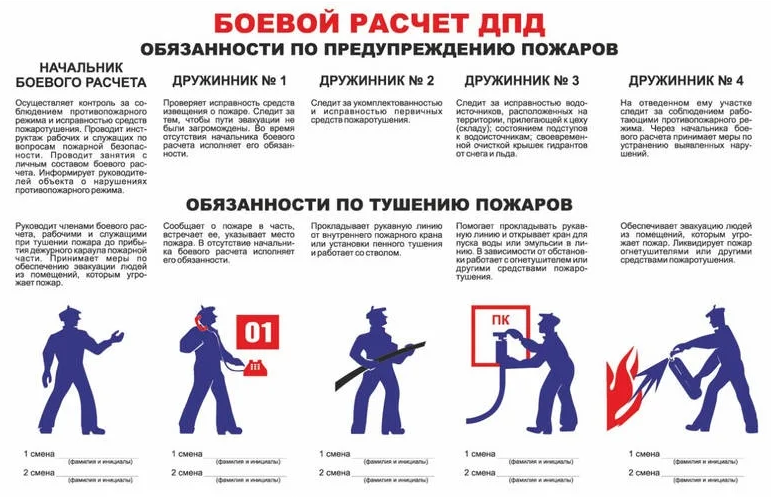 БОЕВОЙ РАСЧЕТ ДПД
ОБЯЗАННОСТИ ПО ПРЕДУПРЕЖДЕНИЮ ПОЖАРОВ
НАЧАЛЬНИК
БОЕВОГО РАСЧЕТА
Осуществляет контроль за со-
блюдением противопожарного
режима и исправностью средств
пожаротушения. Проводит инст-
руктаж рабочих и служащих по
вопросам пожарной безопас-
ности. Проводит занятия с
личным составом боевого рас-
чета. Информирует руководите-
лей объекта о нарушениях
противопожарного режима.
ДРУЖИННИК № 1
Проверяет исправность средств
извещения о пожаре. Следит за
тем, чтобы пути эвакуации не
были загромождены. Во время
отсутствия начальника боевого
расчета исполняет его обязан-
ности.
ДРУЖИННИК № 2
Следит за укомплектованностью
и исправностью первичных
средств пожаротушения.
ДРУЖИННИК № 3
Следит за исправностью водо-
источников, расположенных на
территории, прилегающей к цеху
(складу); состоянием подступов
к водоисточникам; своевремен-
ной очисткой крышек гидрантов
от снега и льда.
ДРУЖИННИК № 4
На отведенном ему участке
следит за соблюдением рабо-
тающими противопожарного ре-
жима. Через начальника бое-
вого расчета принимает меры по
устранению выявленных нару-
шений.
ОБЯЗАННОСТИ ПО ТУШЕНИЮ ПОЖАРОВ
Руководит членами боевого рас-
чета, рабочими и служащими
при тушении пожара до прибы-
тия дежурного караула пожарной
части. Принимает меры по
обеспечению эвакуации людей
из помещений, которым угро-
жает пожар.
Сообщает о пожаре в часть,
встречает ее, указывает место
пожара. В отсутствие начальни-
ка боевого расчета исполняет
его обязанности.
Прокладывает рукавную линию
от внутреннего пожарного крана
или установки пенного тушения
и работает со стволом.
Помогает прокладывать рукав-
ную линию и открывает кран для
пуска воды или эмульсии в ли-
нию. В зависимости от обстанов-
ки работает с огнетушителем или
другими средствами пожаро-
тушения.
Обеспечивает эвакуацию людей
из помещений, которым угро-
жает пожар. Ликвидирует пожар
огнетушителями или другими
средствами пожаротушения.
01
ПК
1 смена
(фамилия и инициалы)
2 смена
(фамилия и инициалы)
1 смена
(фамилия и инициалы)
2 смена
(фамилия и инициалы)
1 смена
(фамилия и инициалы)
2 смена
(фамилия и инициалы)
1 смена
(фамилия и инициалы)
2 смена
(фамилия и инициалы)
1 смена
(фамилия и инициалы)
2 смена
(фамилия и инициалы)